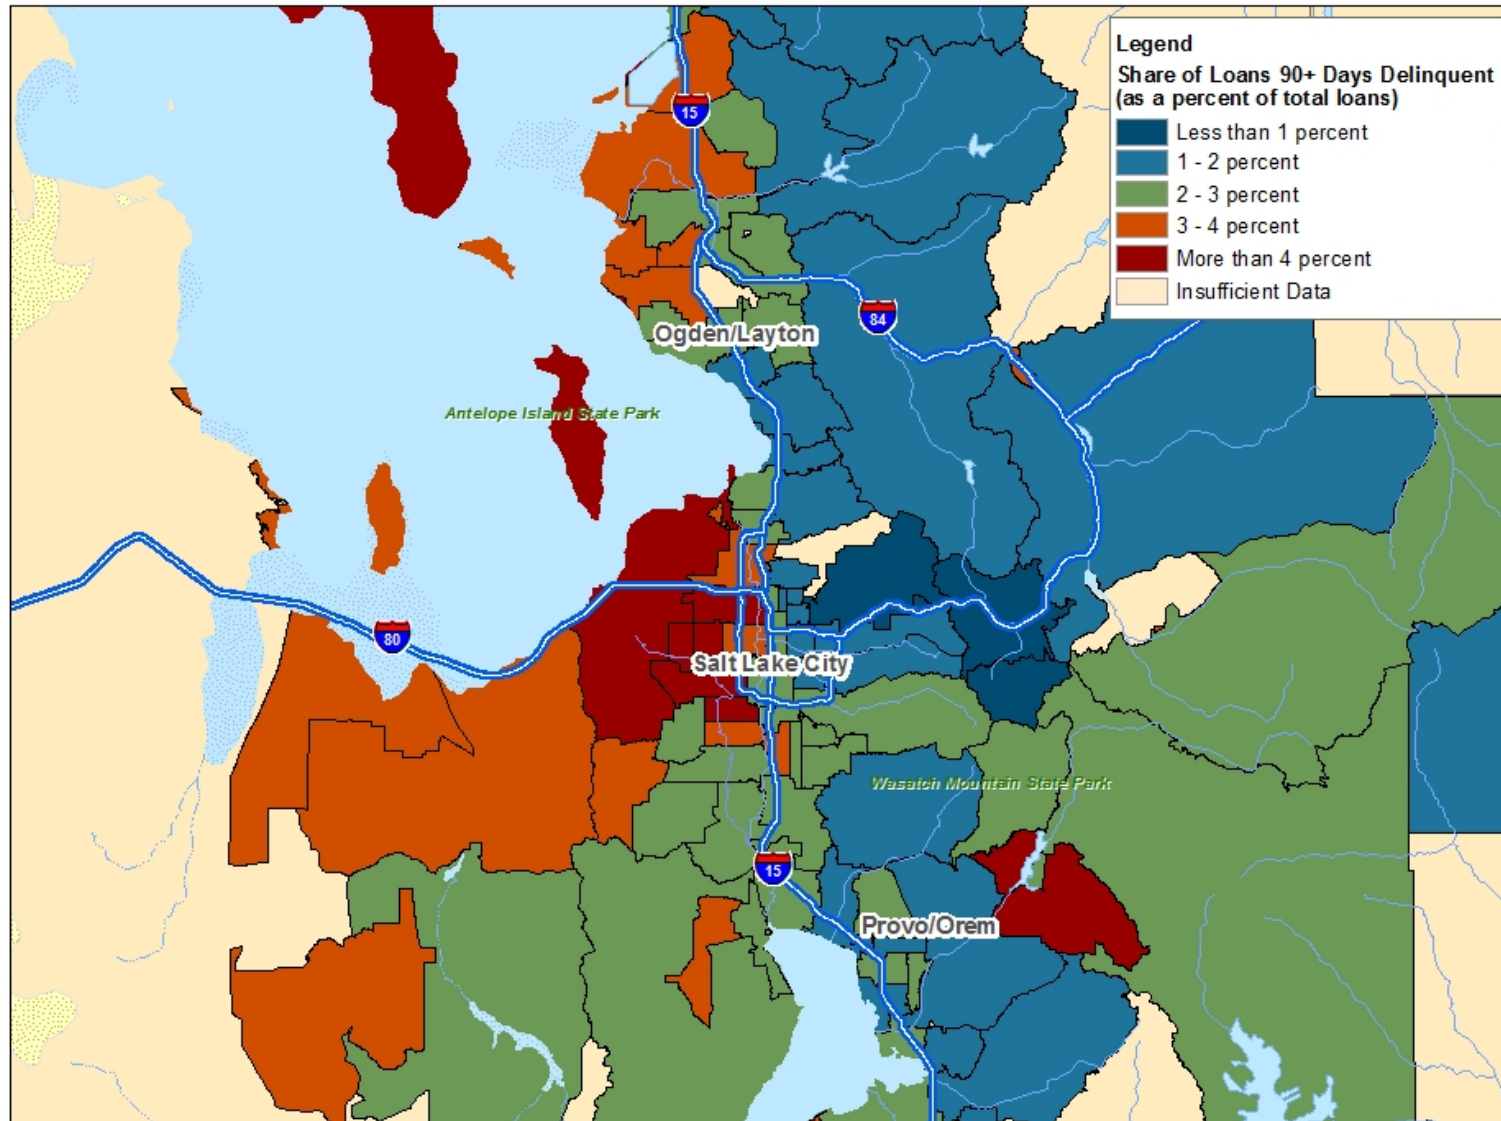 Legend
Share of Loans 90+ Days Delinquent
(as a percent of total loans)
Less than 1 percent
1 - 2 percent
2 - 3 percent
3 - 4 percent
More than 4 percent
Insufficient Data
15
84
Ogden/Layton
Antelope Island State Park
80
Salt Lake City
Wasatch Mountain State Park
15
Provo/Orem